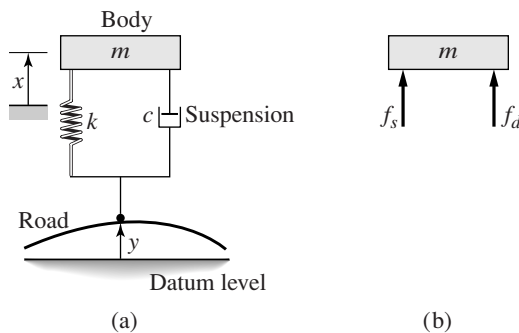 Body
m
x
k
c
Suspension
Road
y
Datum level
(a)
m
f_s
f_d
(b)